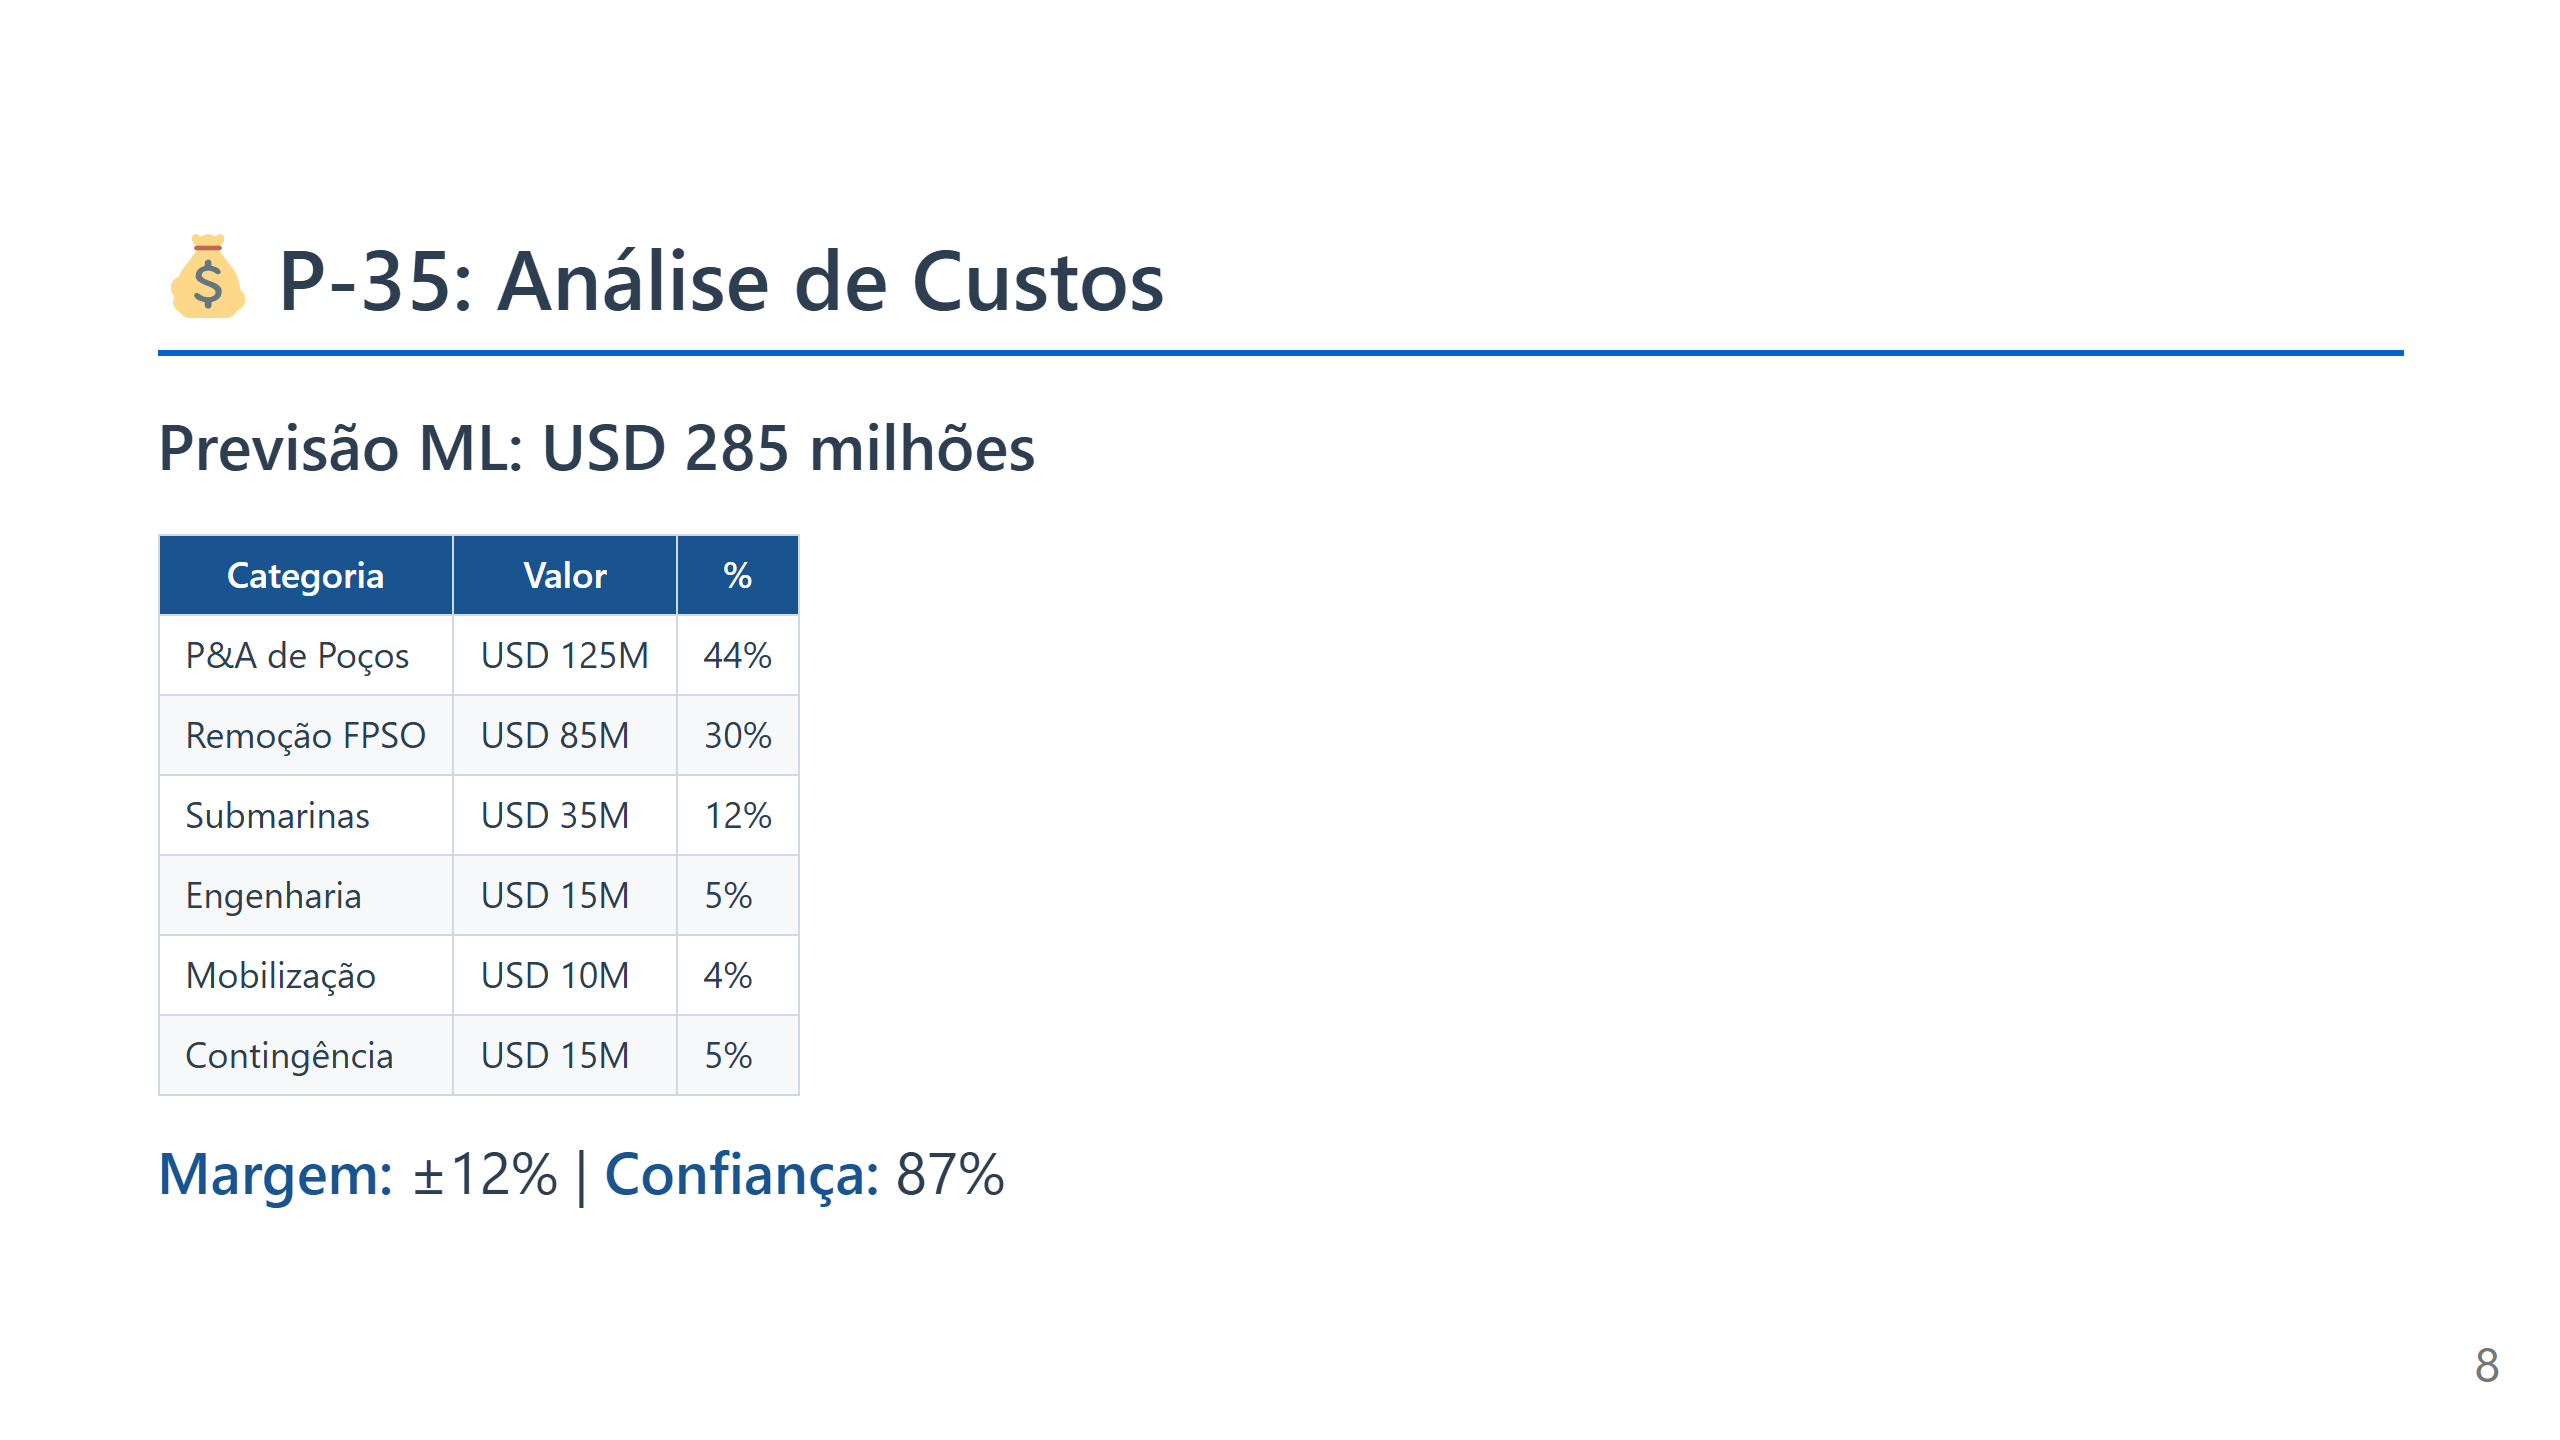 P-35: Análise de Custos
Previsão ML: USD 285 milhões
Categoria Valor %
P&A de Poços USD 125M 44%
Remoção FPSO USD 85M 30%
Submarinas USD 35M 12%
Engenharia USD 15M 5%
Mobilização USD 10M 4%
Contingência USD 15M 5%
Margem: ±12% | Confiança: 87%
8